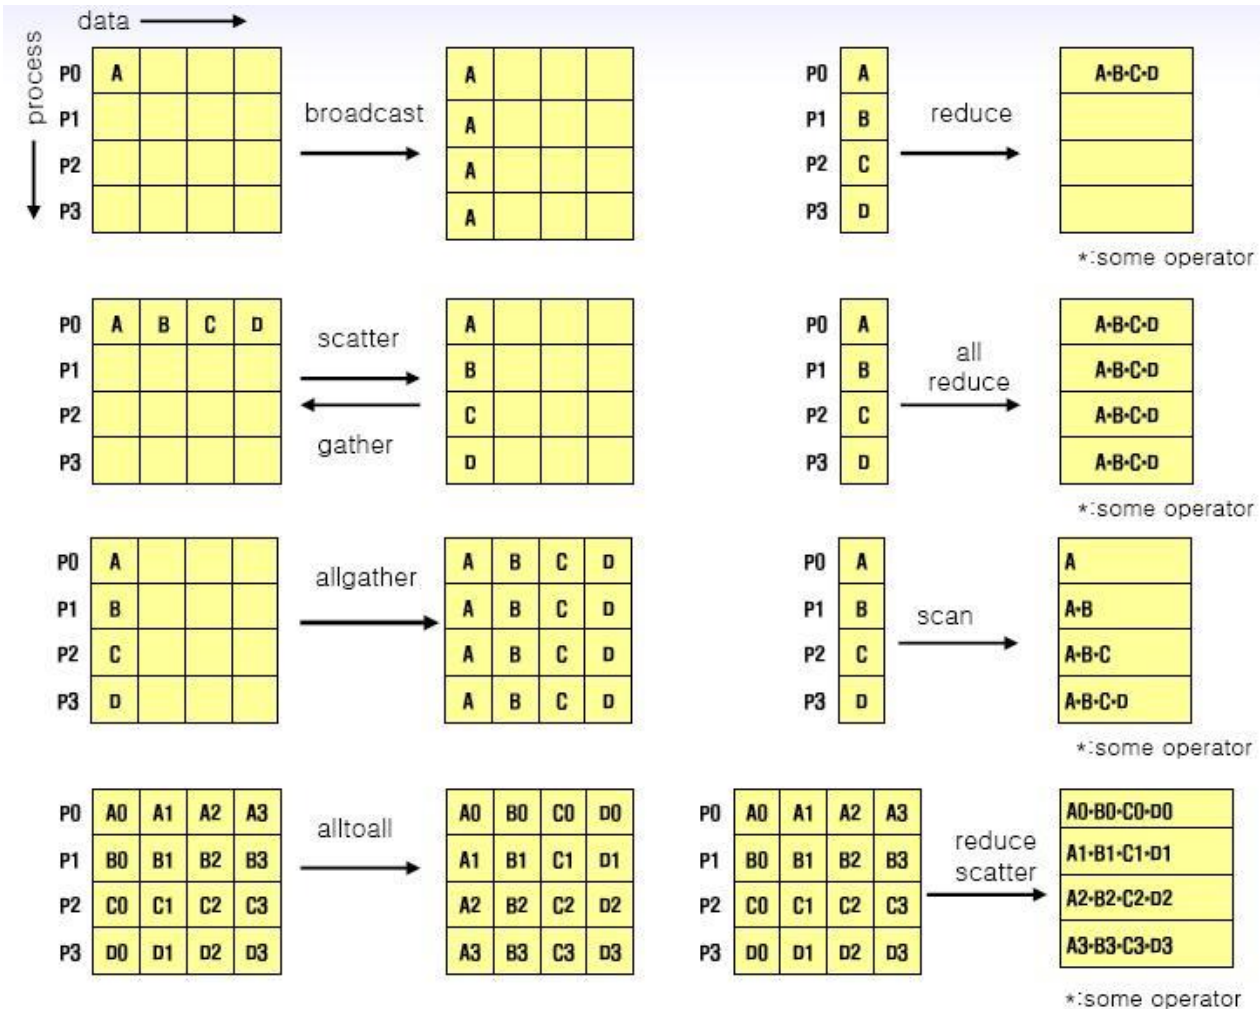 data
process
P0 A
P1
P2
P3
broadcast
A
A
A
A
P0 A
P1 B
P2 C
P3 D
reduce
A*B*C*D
*:some operator
P0 A B C D
P1
P2
P3
scatter
gather
A
B
C
D
P0 A
P1 B
P2 C
P3 D
all
reduce
A*B*C*D
A*B*C*D
A*B*C*D
A*B*C*D
*:some operator
P0 A
P1 B
P2 C
P3 D
allgather
A B C D
A B C D
A B C D
A B C D
P0 A
P1 B
P2 C
P3 D
scan
A
A*B
A*B*C
A*B*C*D
*:some operator
P0 A0 A1 A2 A3
P1 B0 B1 B2 B3
P2 C0 C1 C2 C3
P3 D0 D1 D2 D3
alltoall
A0 B0 C0 D0
A1 B1 C1 D1
A2 B2 C2 D2
A3 B3 C3 D3
P0 A0 A1 A2 A3
P1 B0 B1 B2 B3
P2 C0 C1 C2 C3
P3 D0 D1 D2 D3
reduce
scatter
A0*B0*C0*D0
A1*B1*C1*D1
A2*B2*C2*D2
A3*B3*C3*D3
*:some operator